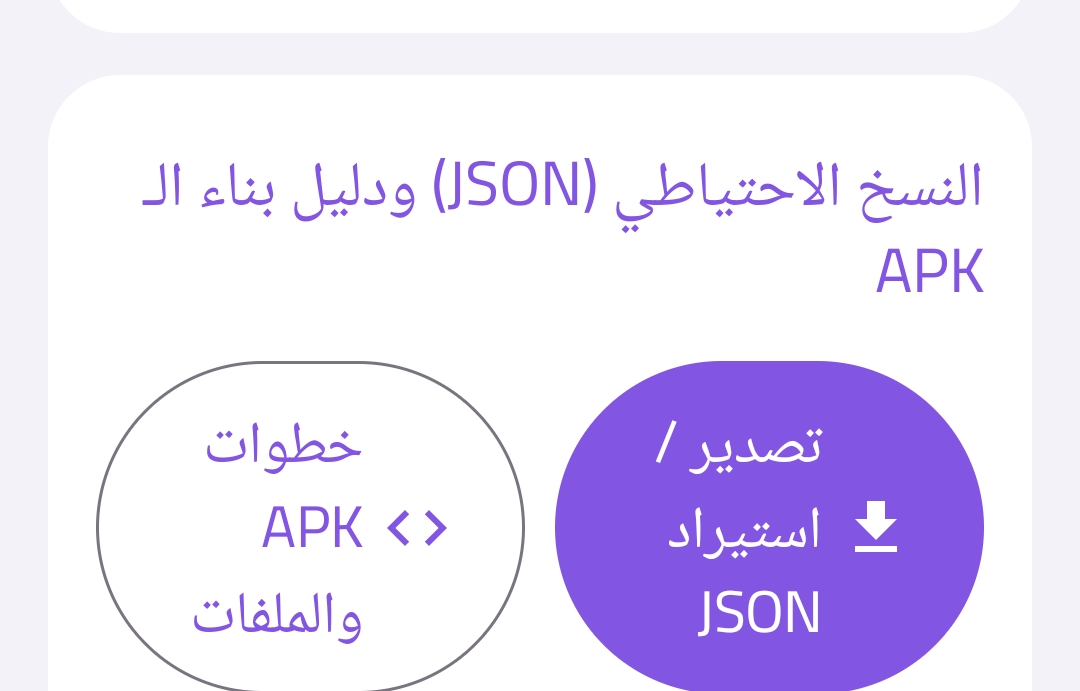 النسخ الاحتياطي (JSON) ودليل بناء الـ
APK
تصدير /
استيراد
JSON
خطوات
APK
والملفات